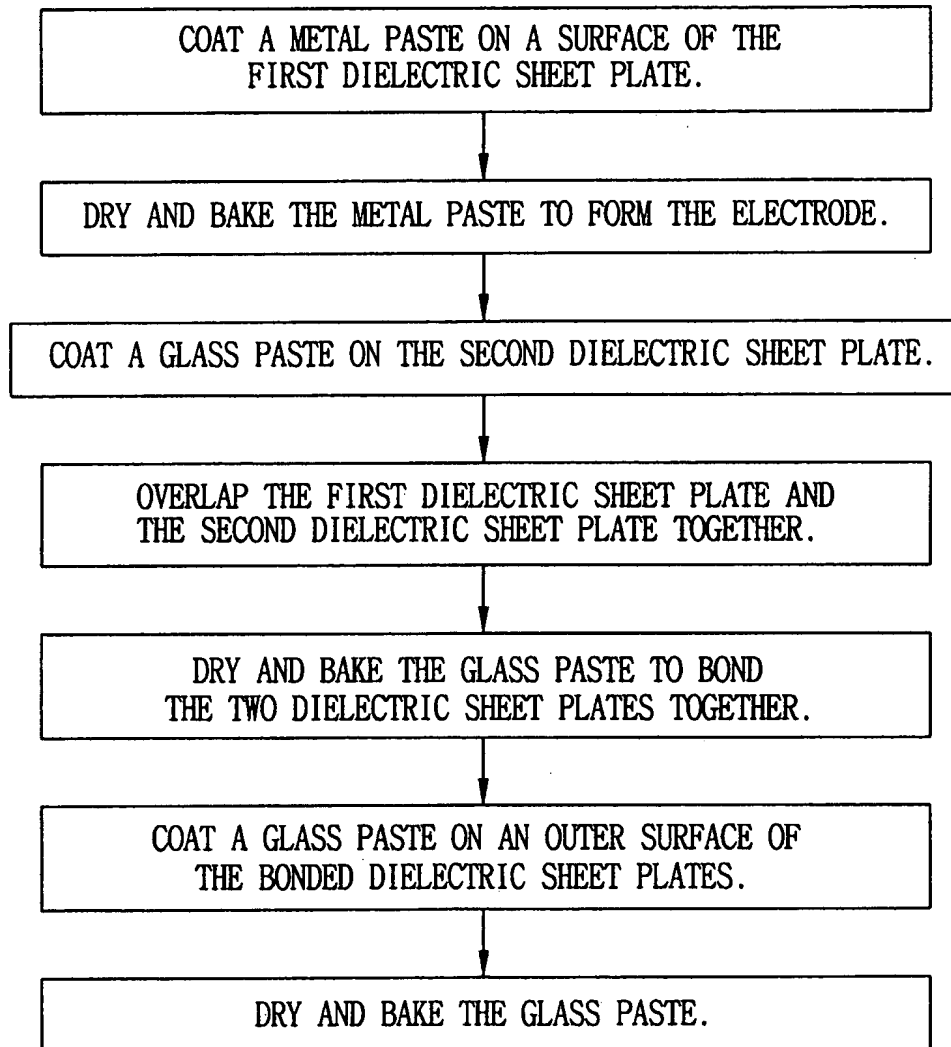 COAT A METAL PASTE ON A SURFACE OF THE
FIRST DIELECTRIC SHEET PLATE.
DRY AND BAKE THE METAL PASTE TO FORM THE ELECTRODE.
COAT A GLASS PASTE ON THE SECOND DIELECTRIC SHEET PLATE.
OVERLAP THE FIRST DIELECTRIC SHEET PLATE AND
THE SECOND DIELECTRIC SHEET PLATE TOGETHER.
DRY AND BAKE THE GLASS PASTE TO BOND
THE TWO DIELECTRIC SHEET PLATES TOGETHER.
COAT A GLASS PASTE ON AN OUTER SURFACE OF
THE BONDED DIELECTRIC SHEET PLATES.
DRY AND BAKE THE GLASS PASTE.